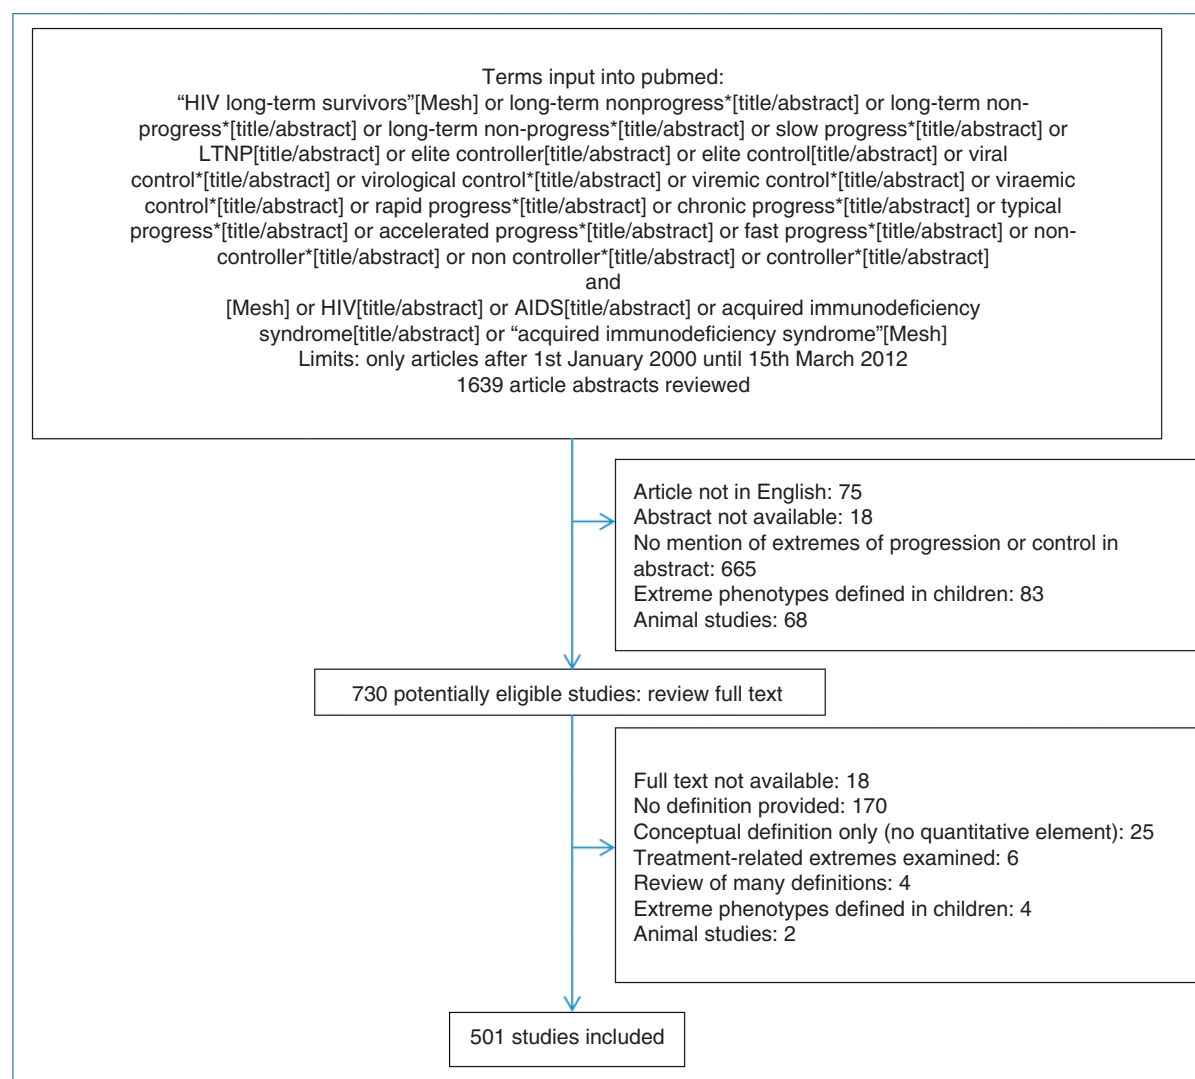 Terms input into pubmed:
“HIV long-term survivors”[Mesh] or long-term nonprogress*[title/abstract] or long-term non-
progress*[title/abstract] or long-term non-progress*[title/abstract] or slow progress*[title/abstract] or
LTNP[title/abstract] or elite controller[title/abstract] or elite control[title/abstract] or viral
control*[title/abstract] or virological control*[title/abstract] or viremic control*[title/abstract] or viraemic
control*[title/abstract] or rapid progress*[title/abstract] or chronic progress*[title/abstract] or typical
progress*[title/abstract] or accelerated progress*[title/abstract] or fast progress*[title/abstract] or non-
controller*[title/abstract] or non controller*[title/abstract] or controller*[title/abstract]
and
[Mesh] or HIV[title/abstract] or AIDS[title/abstract] or acquired immunodeficiency
syndrome[title/abstract] or “acquired immunodeficiency syndrome”[Mesh]
Limits: only articles after 1st January 2000 until 15th March 2012
1639 article abstracts reviewed
Article not in English: 75
Abstract not available: 18
No mention of extremes of progression or control in
abstract: 665
Extreme phenotypes defined in children: 83
Animal studies: 68
730 potentially eligible studies: review full text
Full text not available: 18
No definition provided: 170
Conceptual definition only (no quantitative element): 25
Treatment-related extremes examined: 6
Review of many definitions: 4
Extreme phenotypes defined in children: 4
Animal studies: 2
501 studies included